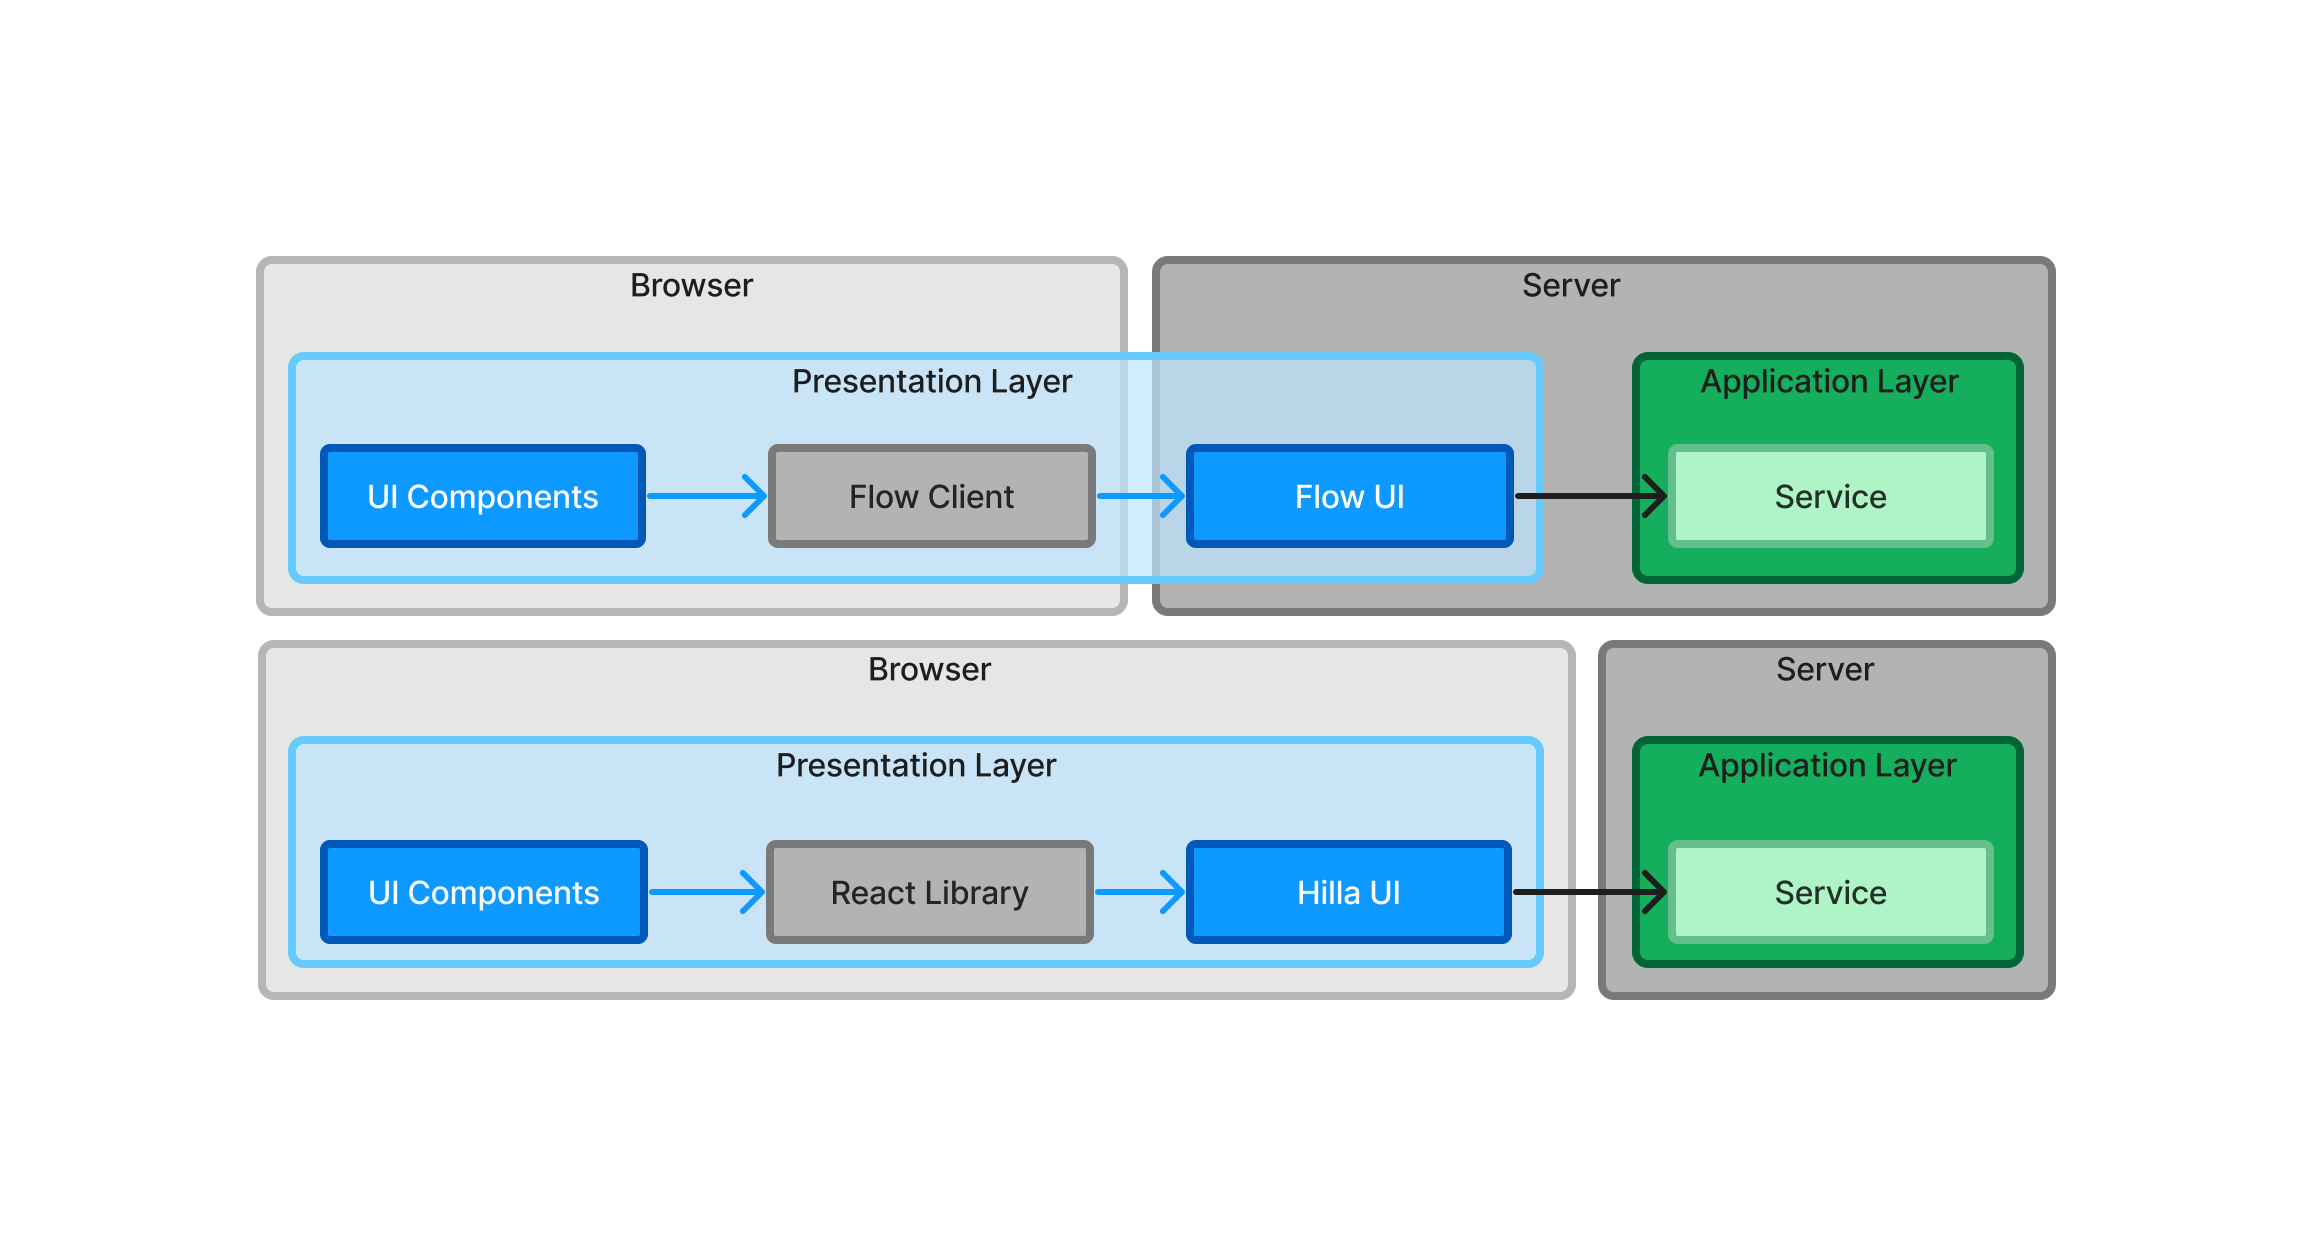 Browser
Server
Presentation Layer
Application Layer
UI Components
Flow Client
Flow UI
Service
Browser
Server
Presentation Layer
Application Layer
UI Components
React Library
Hilla UI
Service